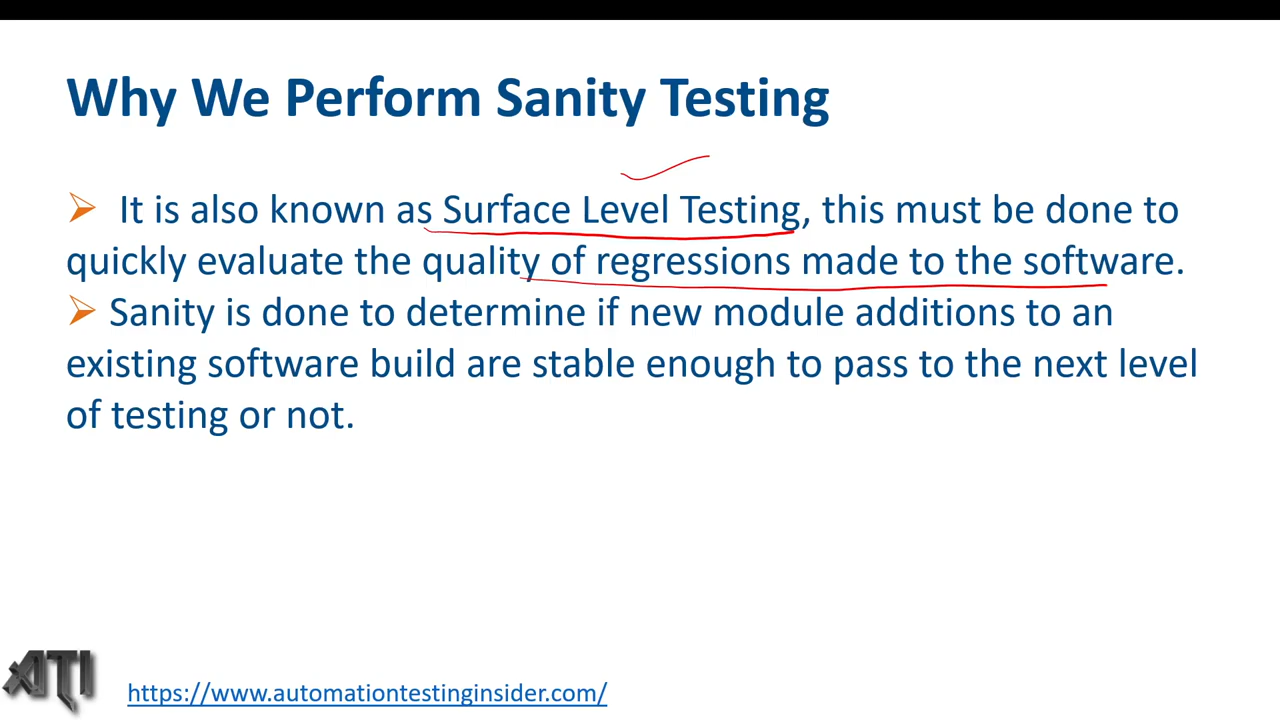 Why We Perform Sanity Testing
It is also known as Surface Level Testing, this must be done to
quickly evaluate the quality of regressions made to the software.
Sanity is done to determine if new module additions to an
existing software build are stable enough to pass to the next level
of testing or not.
ATI
https://www.automationtestinginsider.com/